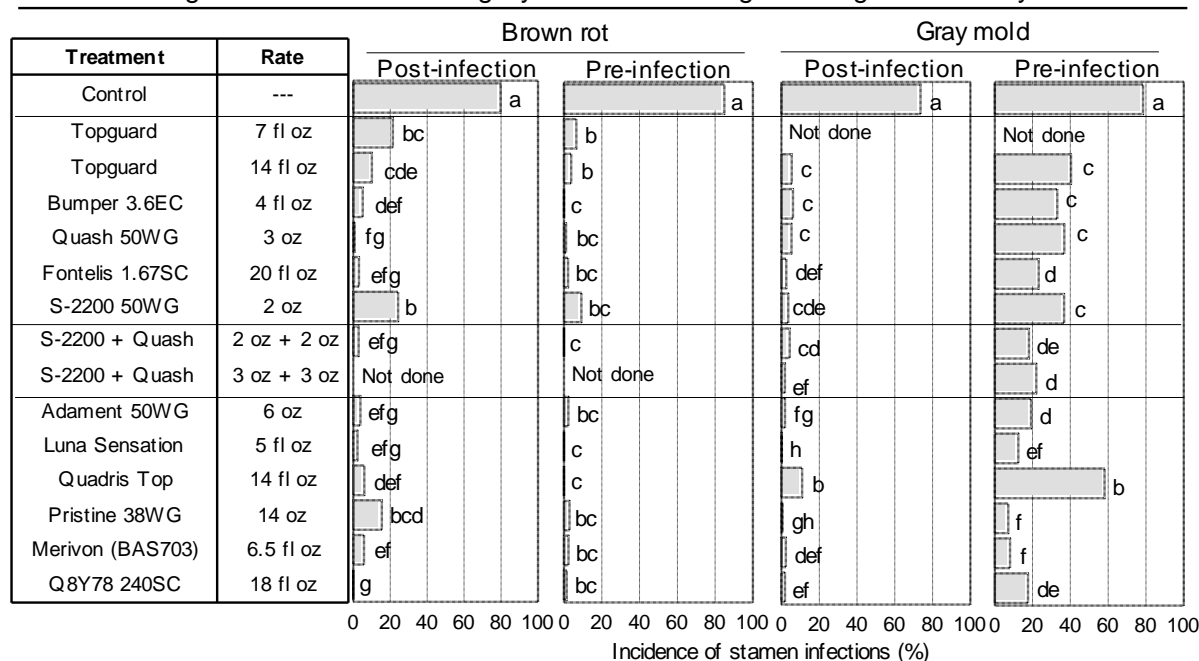 Brown rot Gray mold
Treatment Rate Post-infection Pre-infection Post-infection Pre-infection
Control --- a a a a
Topguard 7 fl oz bc b Not done Not done
Topguard 14 fl oz cde b c c
Bumper 3.6EC 4 fl oz def c c c
Quash 50WG 3 oz fg bc c c
Fontelis 1.67SC 20 fl oz efg bc def d
S-2200 50WG 2 oz b bc cde c
S-2200 + Quash 2 oz + 2 oz efg c cd de
S-2200 + Quash 3 oz + 3 oz Not done Not done ef d
Adament 50WG 6 oz efg bc fg d
Luna Sensation 5 fl oz efg c h ef
Quadris Top 14 fl oz def c b b
Pristine 38WG 14 oz bcd bc gh f
Merivon (BAS703) 6.5 fl oz ef bc def f
Q8Y78 240SC 18 fl oz g bc ef de
0 20 40 60 80 100 0 20 40 60 80 100 0 20 40 60 80 100 0 20 40 60 80 100
Incidence of stamen infections (%)